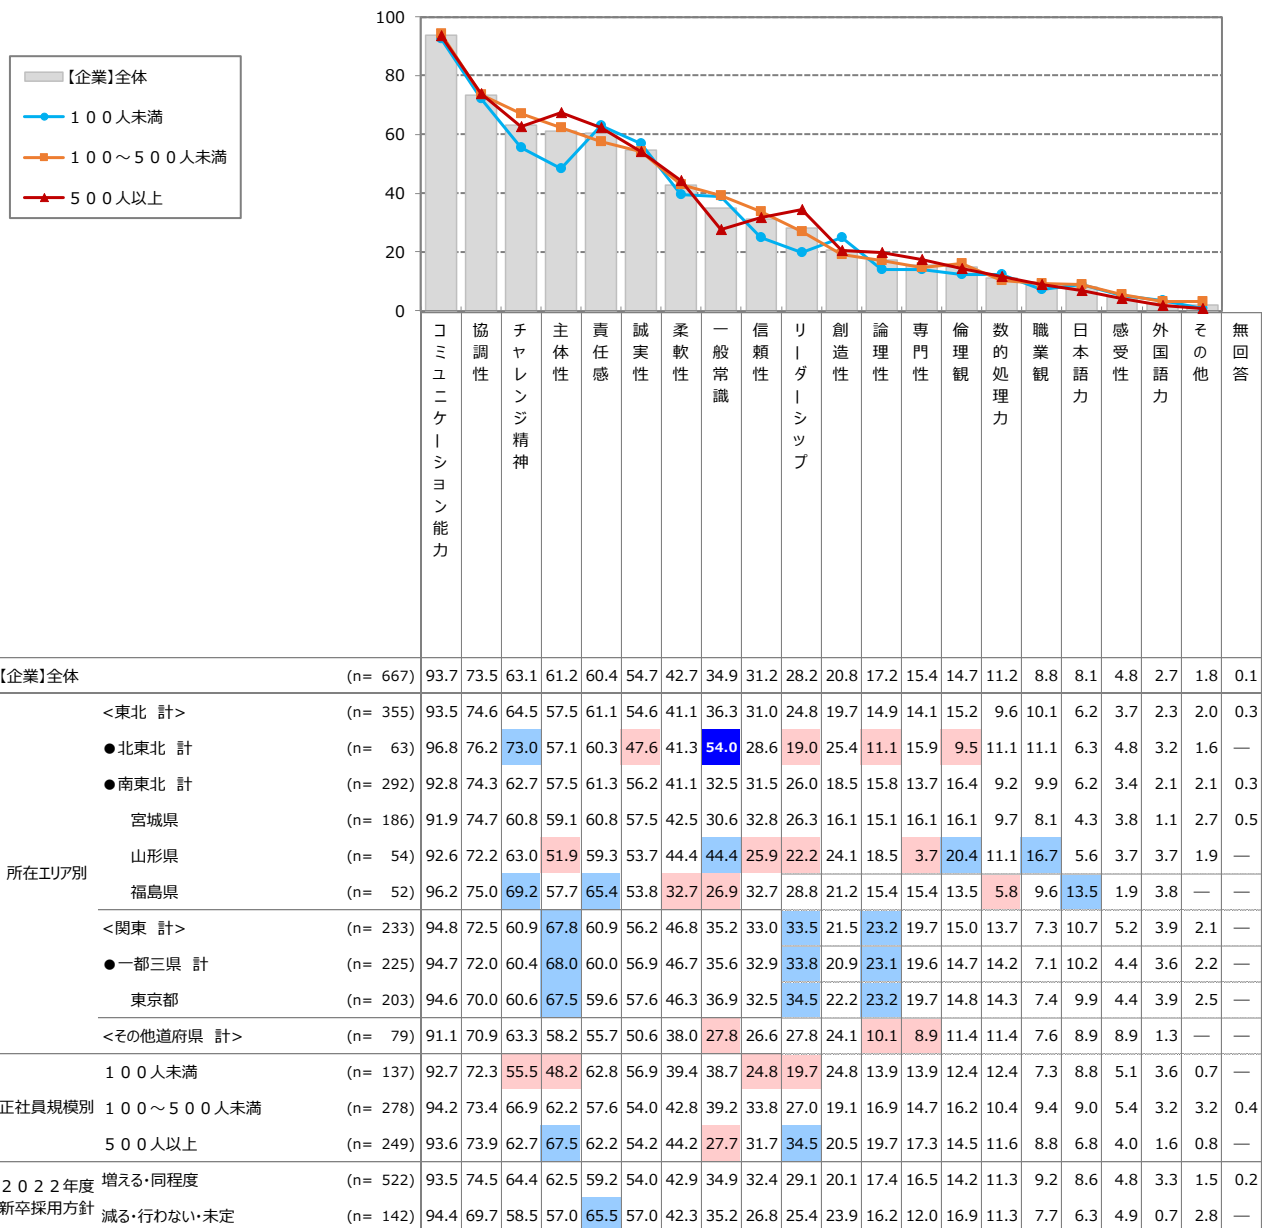 100
80
60
40
20
0
【企業】全体
１００人未満
１００～５００人未満
５００人以上
コミュニケーション能力
協調性
チャレンジ精神
主体性
責任感
誠実性
柔軟性
一般常識
信頼性
リーダーシップ
創造性
論理性
専門性
倫理観
数的処理力
職業観
日本語力
感受性
外国語力
その他
無回答
【企業】全体 (n= 667) 93.7 73.5 63.1 61.2 60.4 54.7 42.7 34.9 31.2 28.2 20.8 17.2 15.4 14.7 11.2 8.8 8.1 4.8 2.7 1.8 0.1
所在エリア別
<東北 計> (n= 355) 93.5 74.6 64.5 57.5 61.1 54.6 41.1 36.3 31.0 24.8 19.7 14.9 14.1 15.2 9.6 10.1 6.2 3.7 2.3 2.0 0.3
●北東北 計 (n= 63) 96.8 76.2 73.0 57.1 60.3 47.6 41.3 54.0 28.6 19.0 25.4 11.1 15.9 9.5 11.1 11.1 6.3 4.8 3.2 1.6 —
●南東北 計 (n= 292) 92.8 74.3 62.7 57.5 61.3 56.2 41.1 32.5 31.5 26.0 18.5 15.8 13.7 16.4 9.2 9.9 6.2 3.4 2.1 2.1 0.3
宮城県 (n= 186) 91.9 74.7 60.8 59.1 60.8 57.5 42.5 30.6 32.8 26.3 16.1 15.1 16.1 16.1 9.7 8.1 4.3 3.8 1.1 2.7 0.5
山形県 (n= 54) 92.6 72.2 63.0 51.9 59.3 53.7 44.4 44.4 25.9 22.2 24.1 18.5 3.7 20.4 11.1 16.7 5.6 3.7 3.7 1.9 —
福島県 (n= 52) 96.2 75.0 69.2 57.7 65.4 53.8 32.7 26.9 32.7 28.8 21.2 15.4 15.4 13.5 5.8 9.6 13.5 1.9 3.8 — —
<関東 計> (n= 233) 94.8 72.5 60.9 67.8 60.9 56.2 46.8 35.2 33.0 33.5 21.5 23.2 19.7 15.0 13.7 7.3 10.7 5.2 3.9 2.1 —
●一都三県 計 (n= 225) 94.7 72.0 60.4 68.0 60.0 56.9 46.7 35.6 32.9 33.8 20.9 23.1 19.6 14.7 14.2 7.1 10.2 4.4 3.6 2.2 —
東京都 (n= 203) 94.6 70.0 60.6 67.5 59.6 57.6 46.3 36.9 32.5 34.5 22.2 23.2 19.7 14.8 14.3 7.4 9.9 4.4 3.9 2.5 —
<その他道府県 計> (n= 79) 91.1 70.9 63.3 58.2 55.7 50.6 38.0 27.8 26.6 27.8 24.1 10.1 8.9 11.4 11.4 7.6 8.9 8.9 1.3 — —
正社員規模別
１００人未満 (n= 137) 92.7 72.3 55.5 48.2 62.8 56.9 39.4 38.7 24.8 19.7 24.8 13.9 13.9 12.4 12.4 7.3 8.8 5.1 3.6 0.7 —
１００～５００人未満 (n= 278) 94.2 73.4 66.9 62.2 57.6 54.0 42.8 39.2 33.8 27.0 19.1 16.9 14.7 16.2 10.4 9.4 9.0 5.4 3.2 3.2 0.4
５００人以上 (n= 249) 93.6 73.9 62.7 67.5 62.2 54.2 44.2 27.7 31.7 34.5 20.5 19.7 17.3 14.5 11.6 8.8 6.8 4.0 1.6 0.8 —
２０２２年度
新卒採用方針
増える・同程度 (n= 522) 93.5 74.5 64.4 62.5 59.2 54.0 42.9 34.9 32.4 29.1 20.1 17.4 16.5 14.2 11.3 9.2 8.6 4.8 3.3 1.5 0.2
減る・行わない・未定 (n= 142) 94.4 69.7 58.5 57.0 65.5 57.0 42.3 35.2 26.8 25.4 23.9 16.2 12.0 16.9 11.3 7.7 6.3 4.9 0.7 2.8 —